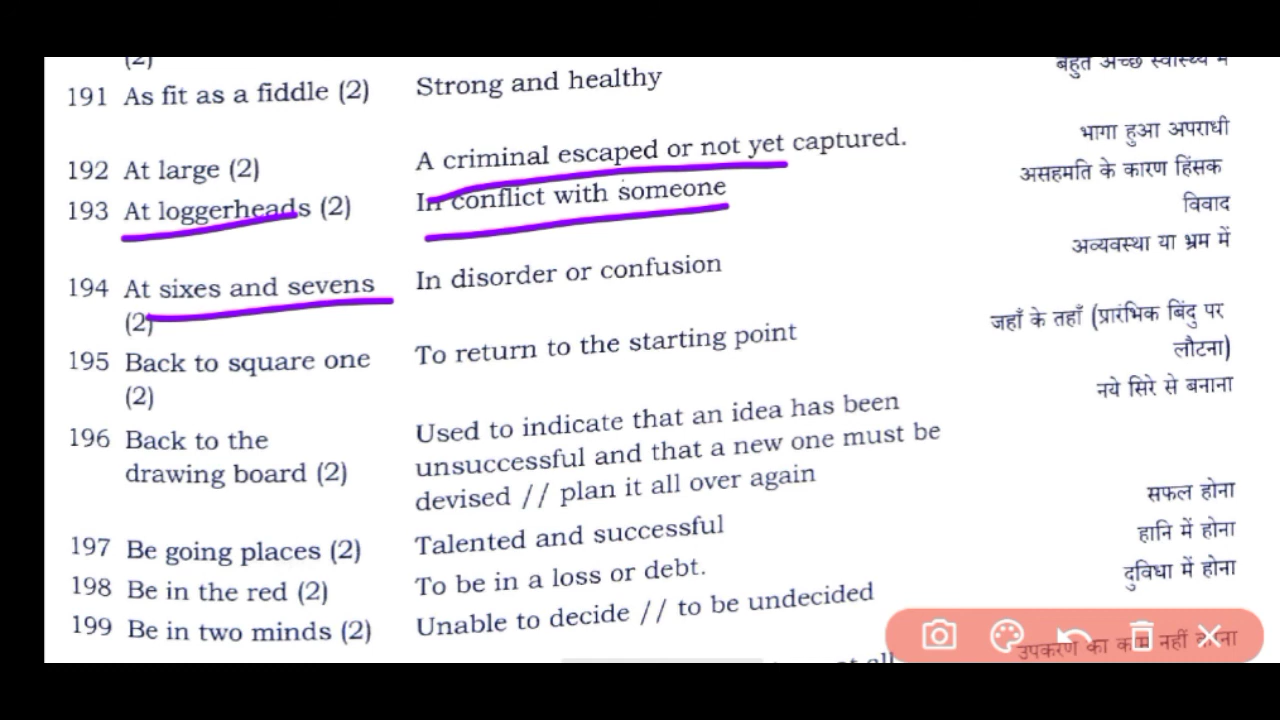 (2)
बहुत अच्छे स्वास्थ्य में
191 As fit as a fiddle (2) Strong and healthy
192 At large (2) A criminal escaped or not yet captured. भागा हुआ अपराधी
193 At loggerheads (2) In conflict with someone असहमति के कारण हिंसक
विवाद
194 At sixes and sevens In disorder or confusion अव्यवस्था या भ्रम में
(2)
195 Back to square one To return to the starting point जहाँ के तहाँ (प्रारंभिक बिंदु पर
(2) लौटना)
196 Back to the Used to indicate that an idea has been नये सिरे से बनाना
drawing board (2) unsuccessful and that a new one must be
devised // plan it all over again
197 Be going places (2) Talented and successful सफल होना
198 Be in the red (2) To be in a loss or debt. हानि में होना
199 Be in two minds (2) Unable to decide // to be undecided दुविधा में होना
all उपकरण का काम नहीं